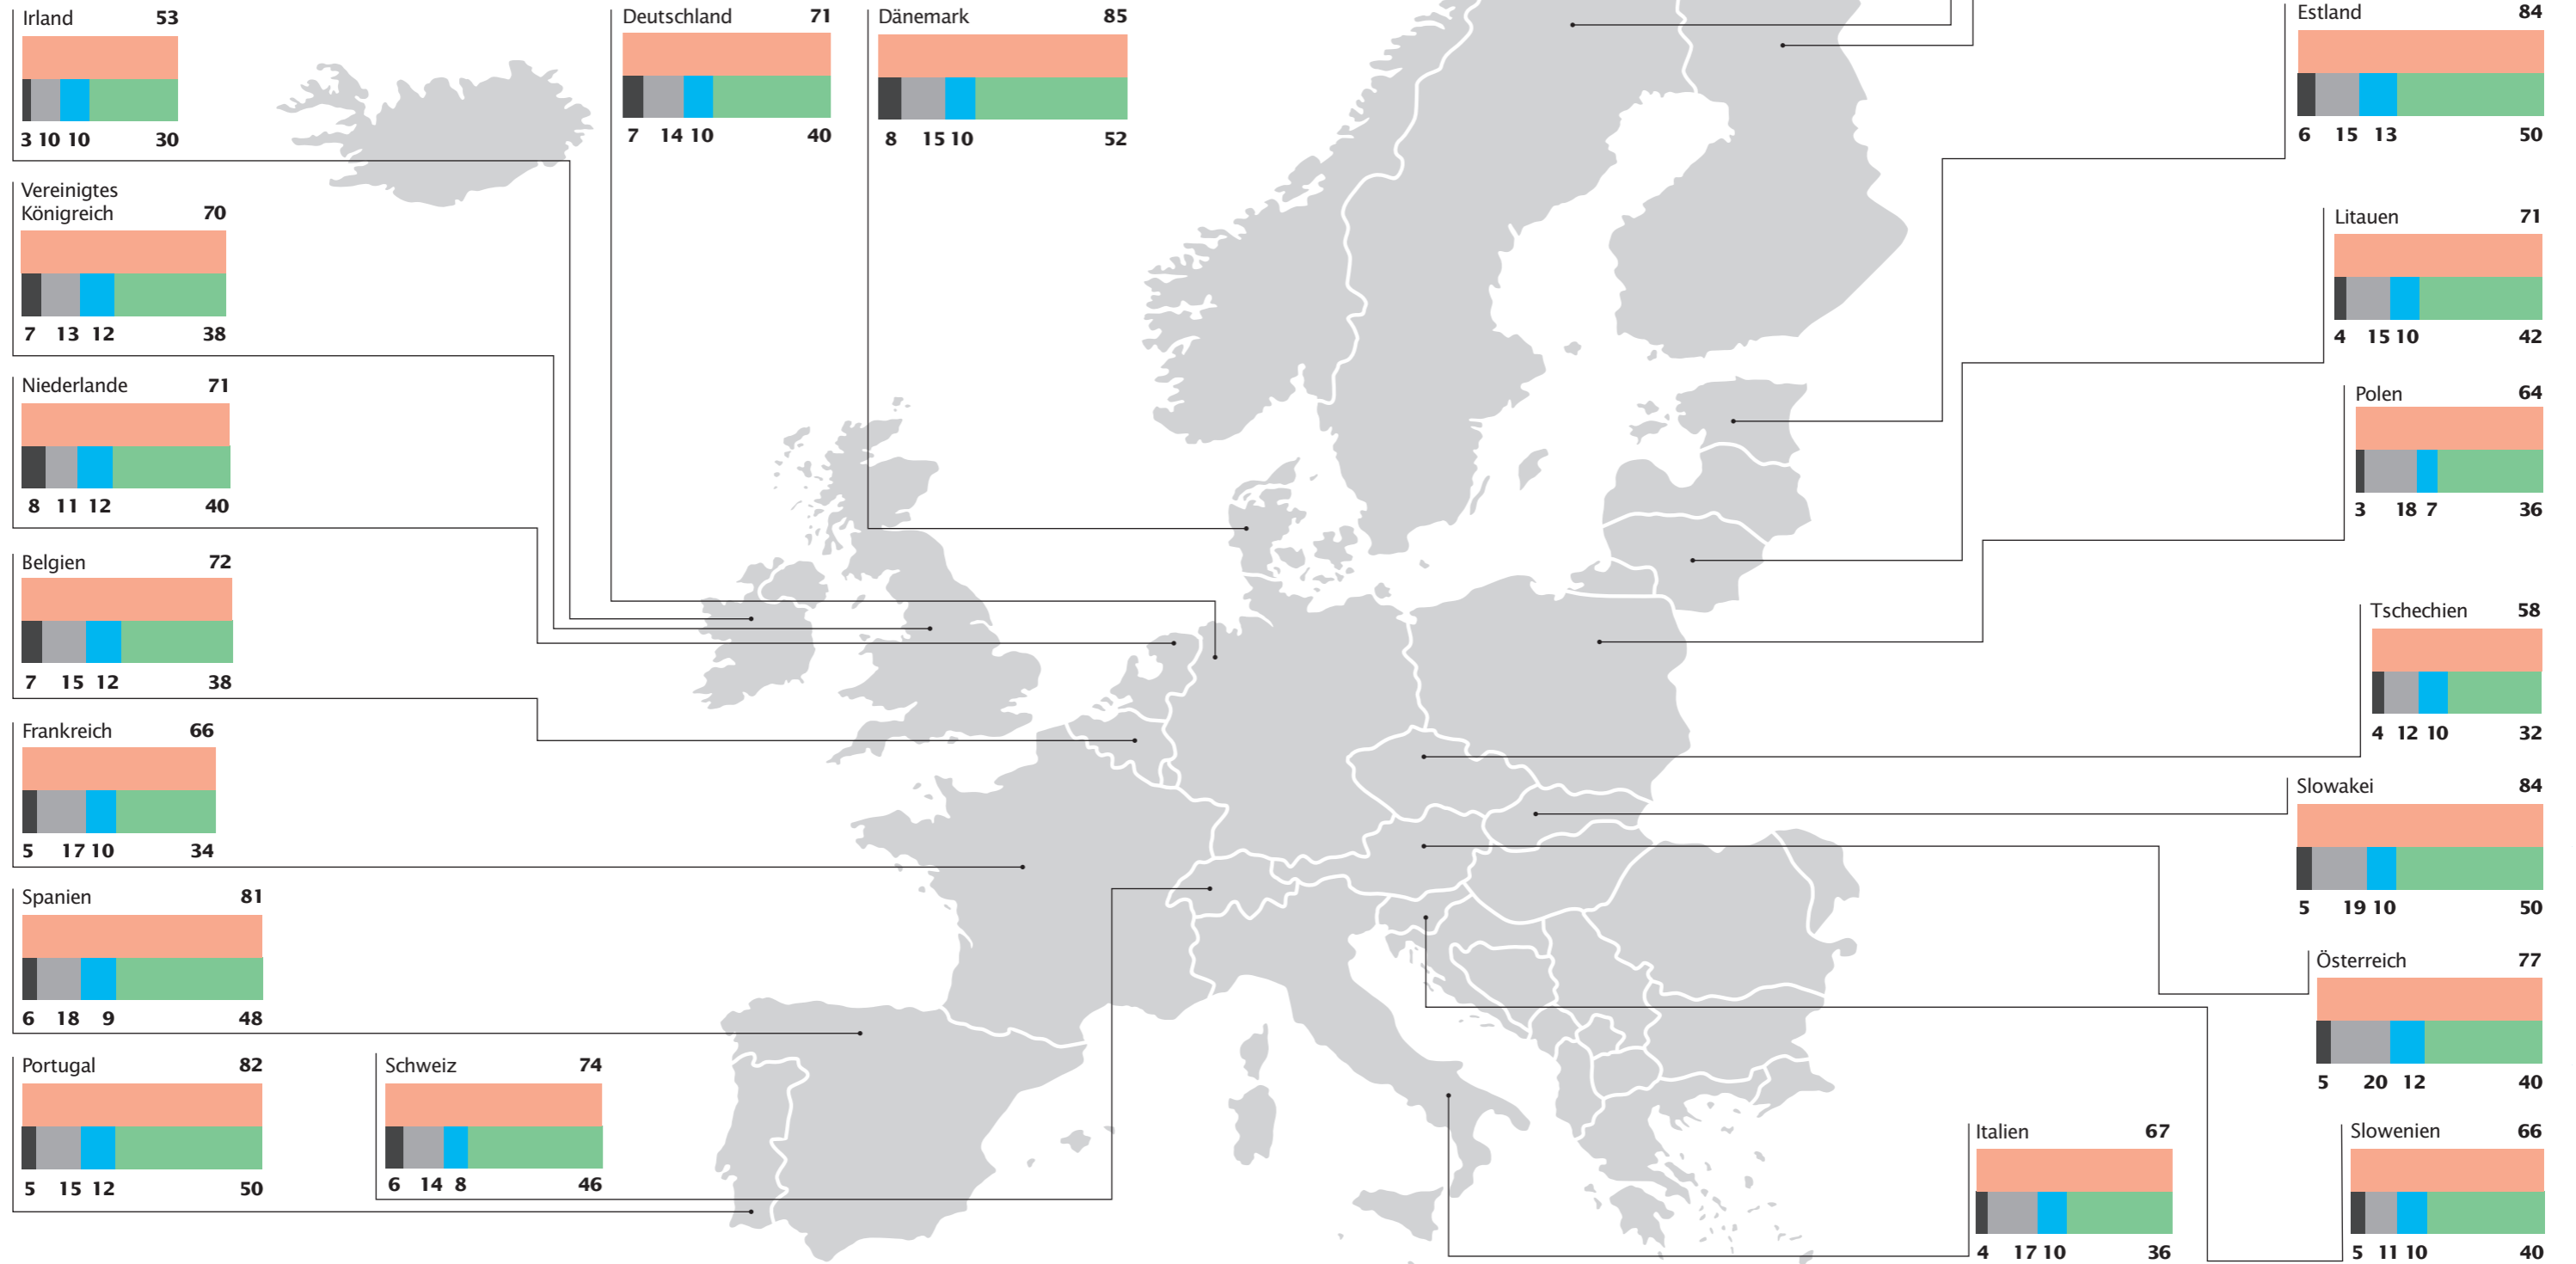 Irland 53
3 10 10 30
Vereinigtes
Königreich 70
7 13 12 38
Niederlande 71
8 11 12 40
Belgien 72
7 15 12 38
Frankreich 66
5 17 10 34
Spanien 81
6 18 9 48
Portugal 82
5 15 12 50
Schweiz 74
6 14 8 46
Deutschland 71
7 14 10 40
Dänemark 85
8 15 10 52
Estland 84
6 15 13 50
Litauen 71
4 15 10 42
Polen 64
3 18 7 36
Tschechien 58
4 12 10 32
Slowakei 84
5 19 10 50
Österreich 77
5 20 12 40
Italien 67
4 17 10 36
Slowenien 66
5 11 10 40